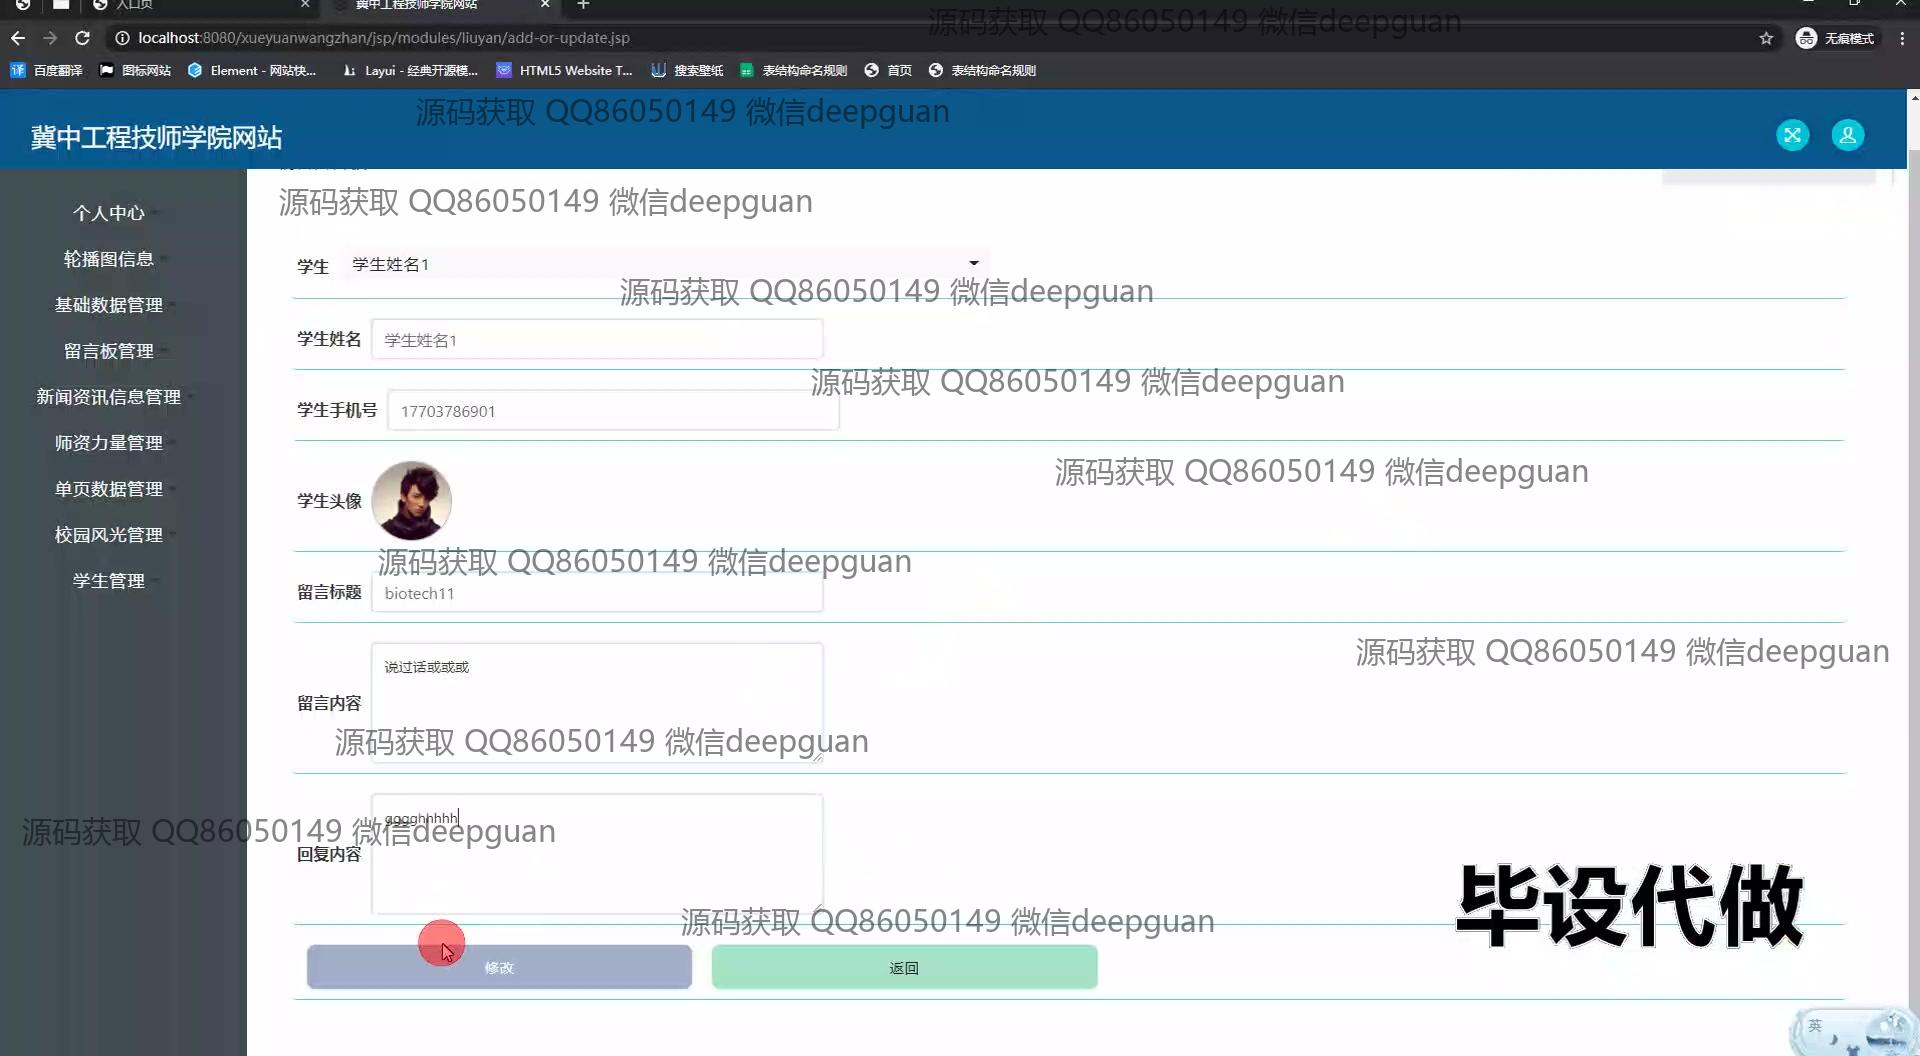 入口页
冀中工程技师学院网站
localhost:8080/xueyuanwangzhan/jsp/modules/liuyan/add-or-update.jsp
无痕模式
源码获取 QQ86050149 微信deepguan
百度翻译
图标网站
Element - 网站快...
Layui - 经典开源模...
HTML5 Website T...
搜索壁纸
表结构命名规则
首页
表结构命名规则
源码获取 QQ86050149 微信deepguan
冀中工程技师学院网站
源码获取 QQ86050149 微信deepguan
个人中心
轮播图信息
基础数据管理
留言板管理
新闻资讯信息管理
师资力量管理
单页数据管理
校园风光管理
学生管理
学生 学生姓名1
源码获取 QQ86050149 微信deepguan
学生姓名 学生姓名1
源码获取 QQ86050149 微信deepguan
学生手机号 17703786901
源码获取 QQ86050149 微信deepguan
学生头像
源码获取 QQ86050149 微信deepguan
留言标题 biotech11
源码获取 QQ86050149 微信deepguan
留言内容 说过话或或或
源码获取 QQ86050149 微信deepguan
源码获取 QQ86050149 微信deepguan
回复内容 gggghhhhh
源码获取 QQ86050149 微信deepguan
毕设代做
修改
返回
英